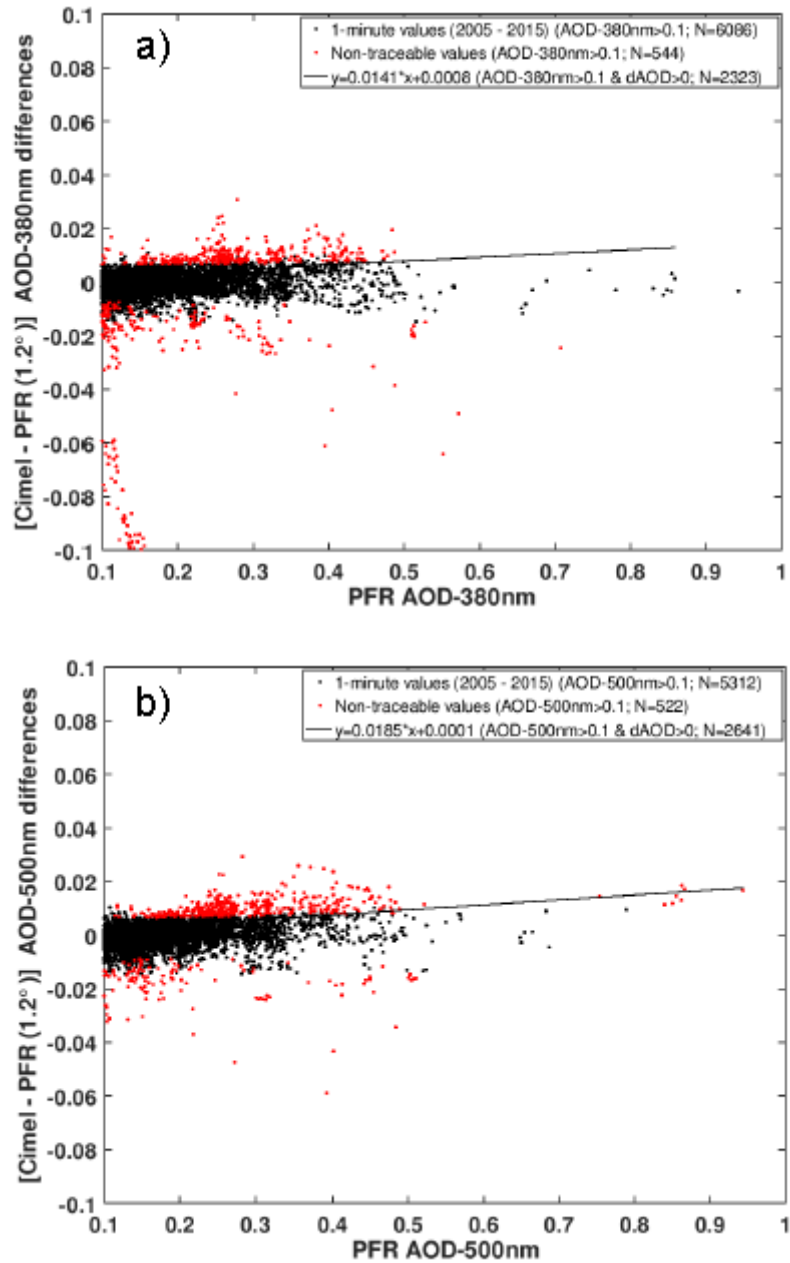 a)
1-minute values (2005 - 2015) (AOD-380nm>0.1; N=6086)
Non-traceable values (AOD-380nm>0.1; N=544)
y=0.0141*x+0.0008 (AOD-380nm>0.1 & dAOD>0; N=2323)
[Cimel - PFR (1.2°)] AOD-380nm differences
0.1
0.08
0.06
0.04
0.02
0
-0.02
-0.04
-0.06
-0.08
-0.1
0.1 0.2 0.3 0.4 0.5 0.6 0.7 0.8 0.9 1
PFR AOD-380nm
b)
1-minute values (2005 - 2015) (AOD-500nm>0.1; N=5312)
Non-traceable values (AOD-500nm>0.1; N=522)
y=0.0185*x+0.0001 (AOD-500nm>0.1 & dAOD>0; N=2641)
[Cimel - PFR (1.2°)] AOD-500nm differences
0.1
0.08
0.06
0.04
0.02
0
-0.02
-0.04
-0.06
-0.08
-0.1
0.1 0.2 0.3 0.4 0.5 0.6 0.7 0.8 0.9 1
PFR AOD-500nm